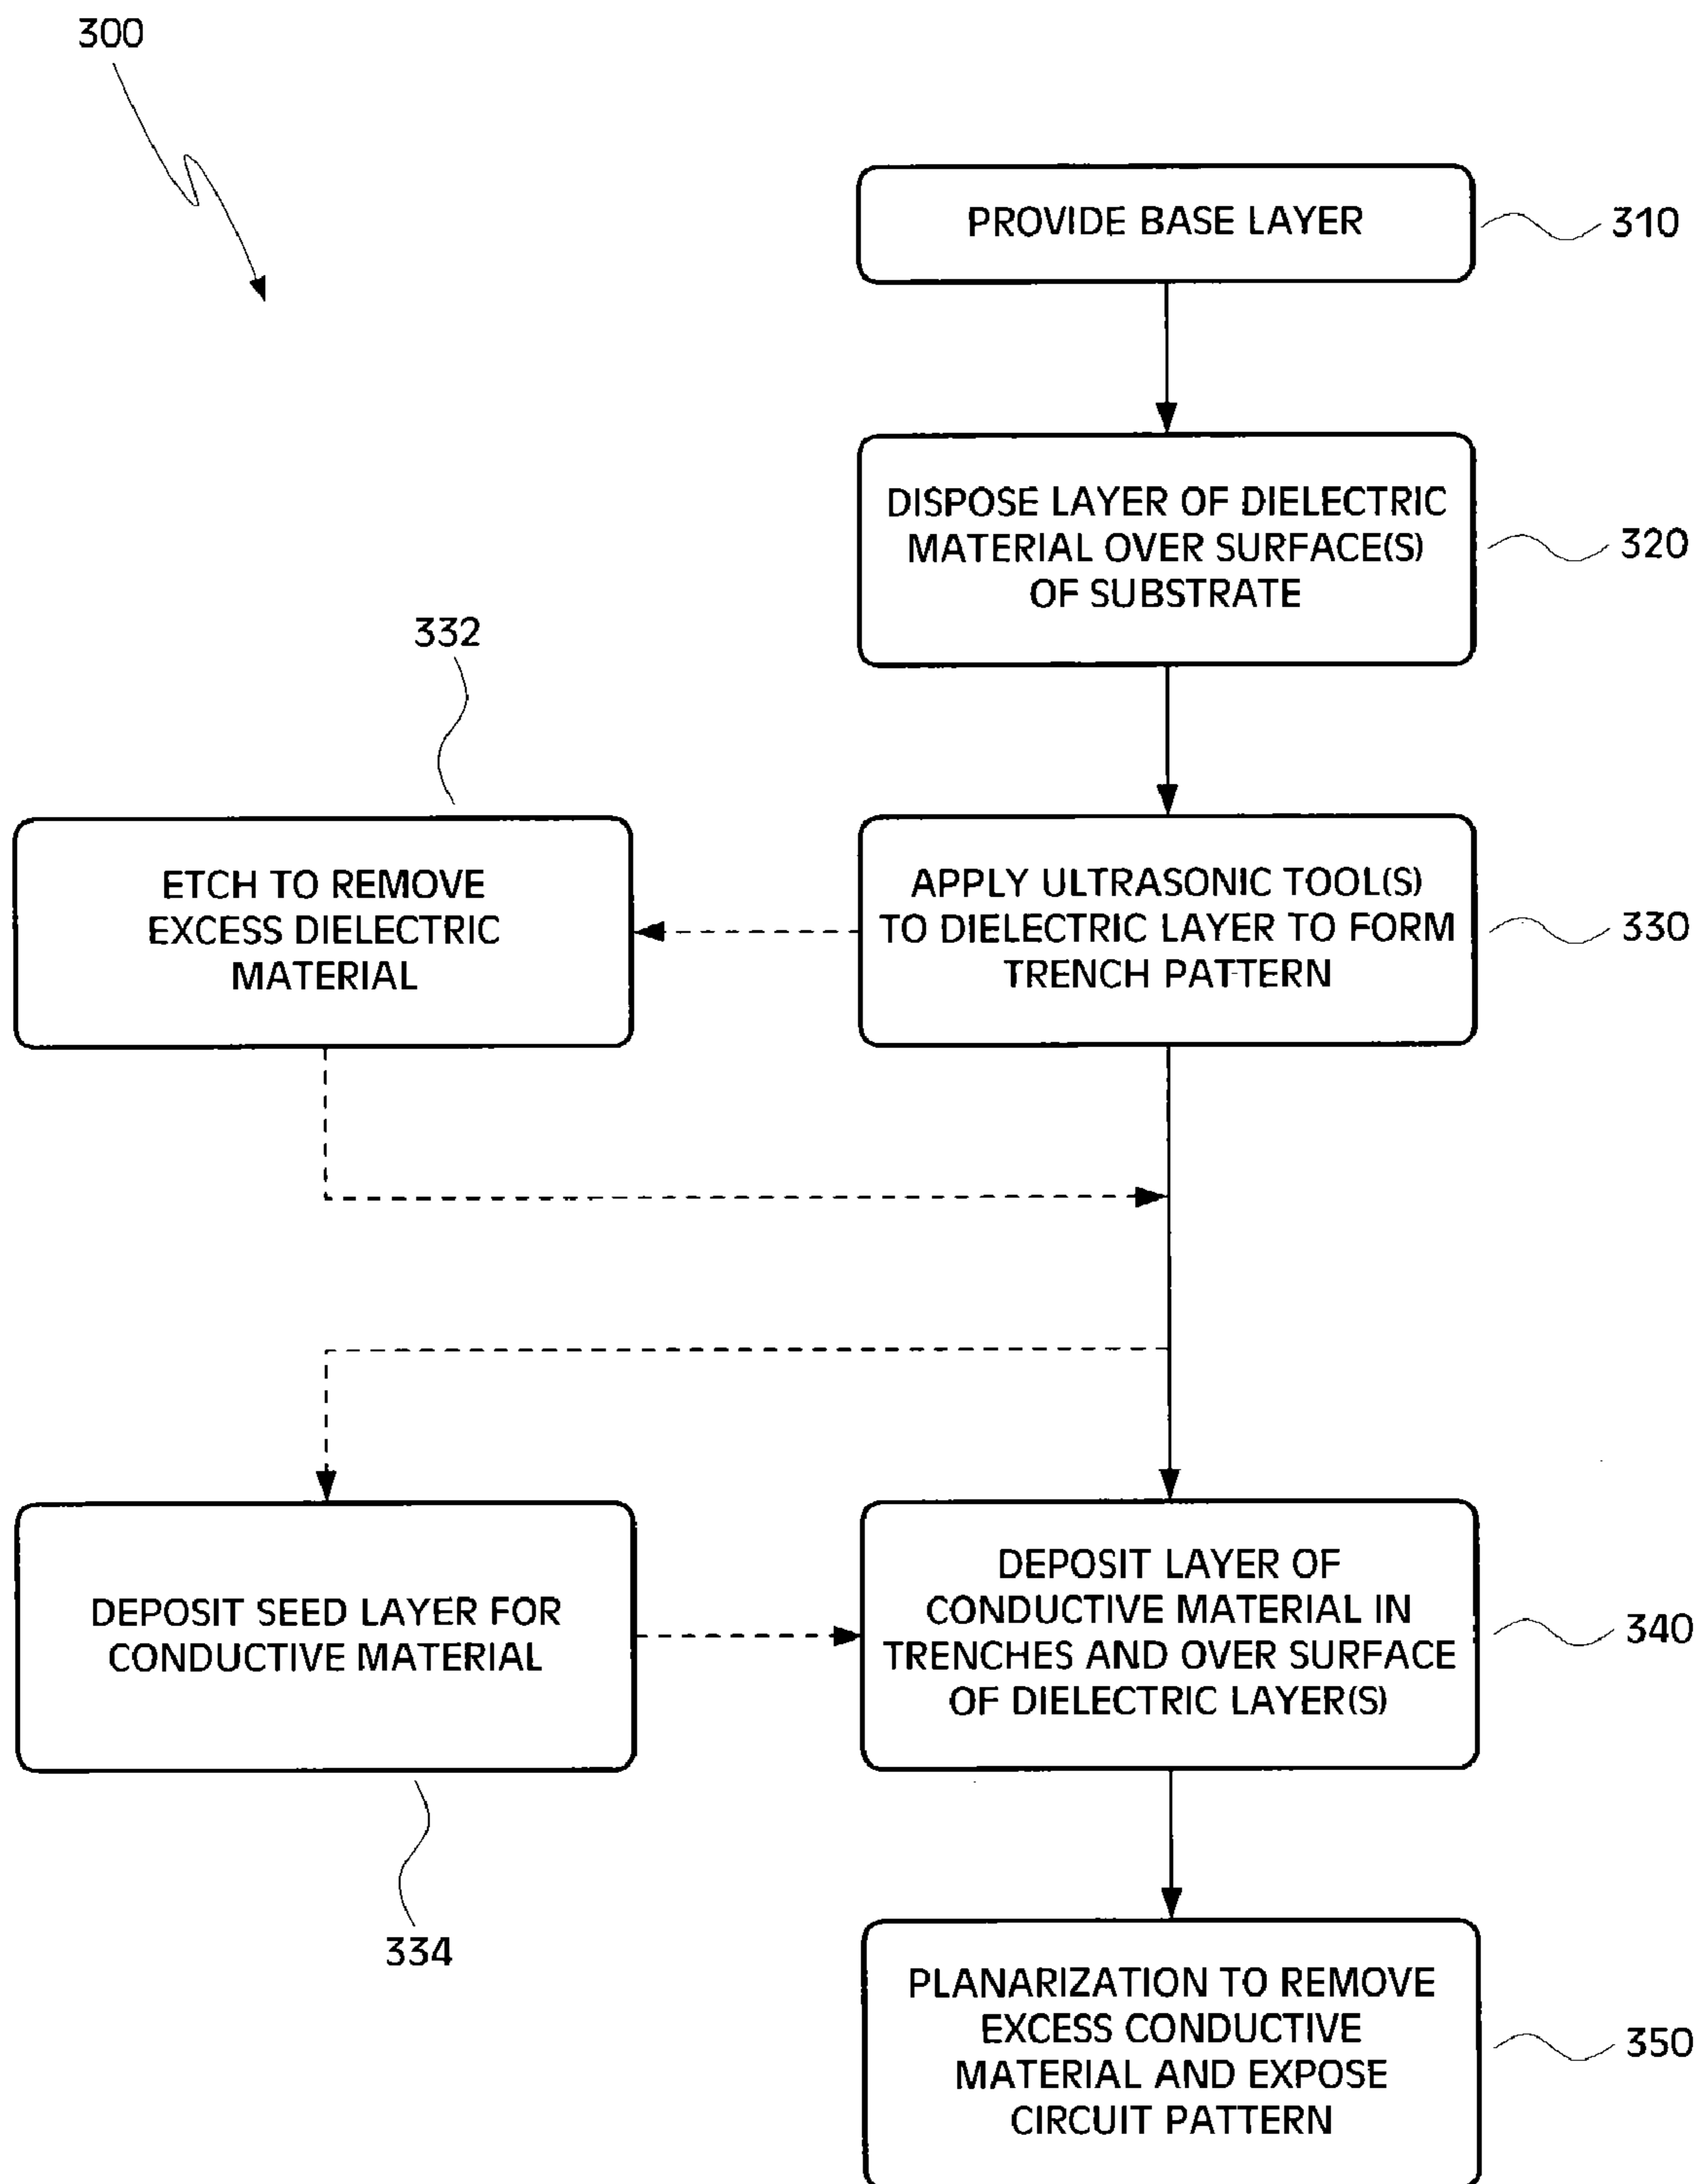 300
PROVIDE BASE LAYER
310
DISPOSE LAYER OF DIELECTRIC
MATERIAL OVER SURFACE(S)
OF SUBSTRATE
320
332
ETCH TO REMOVE
EXCESS DIELECTRIC
MATERIAL
APPLY ULTRASONIC TOOL(S)
TO DIELECTRIC LAYER TO FORM
TRENCH PATTERN
330
DEPOSIT SEED LAYER FOR
CONDUCTIVE MATERIAL
334
DEPOSIT LAYER OF
CONDUCTIVE MATERIAL IN
TRENCHES AND OVER SURFACE
OF DIELECTRIC LAYER(S)
340
PLANARIZATION TO REMOVE
EXCESS CONDUCTIVE
MATERIAL AND EXPOSE
CIRCUIT PATTERN
350